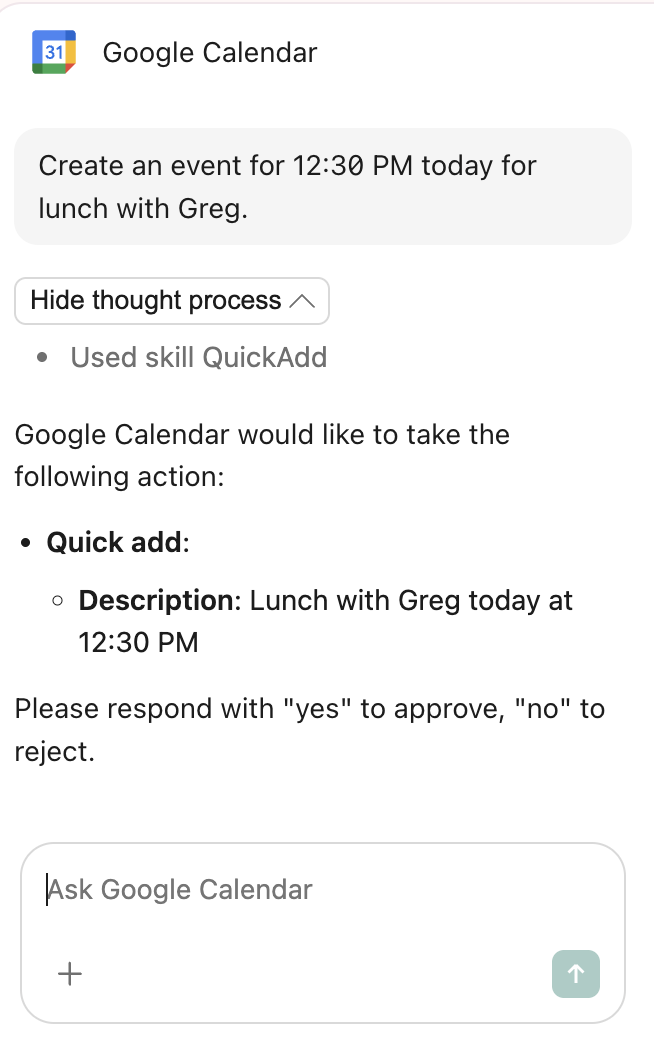 31
Google Calendar
Create an event for 12:30 PM today for
lunch with Greg.
Hide thought process
Used skill QuickAdd
Google Calendar would like to take the
following action:
Quick add:
Description: Lunch with Greg today at
12:30 PM
Please respond with "yes" to approve, "no" to
reject.
Ask Google Calendar